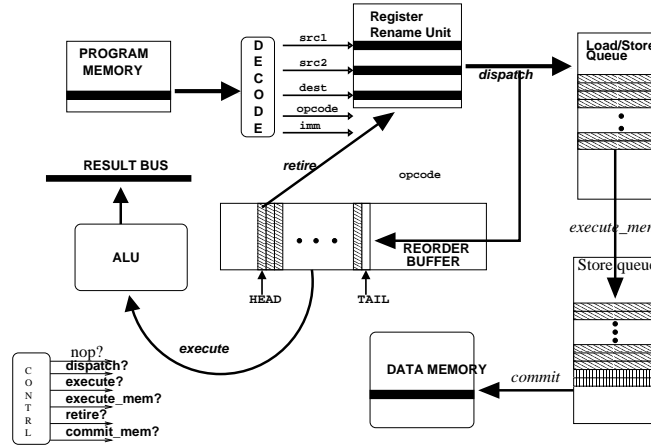 PROGRAM
MEMORY
D
E
C
O
D
E
src1
src2
dest
opcode
imm
Register
Rename Unit
dispatch
Load/Store
Queue
retire
opcode
RESULT BUS
ALU
REORDER
BUFFER
HEAD
TAIL
execute
execute_mem
Store queue
DATA MEMORY
commit
C
O
N
T
R
L
nop?
dispatch?
execute?
execute_mem?
retire?
commit_mem?